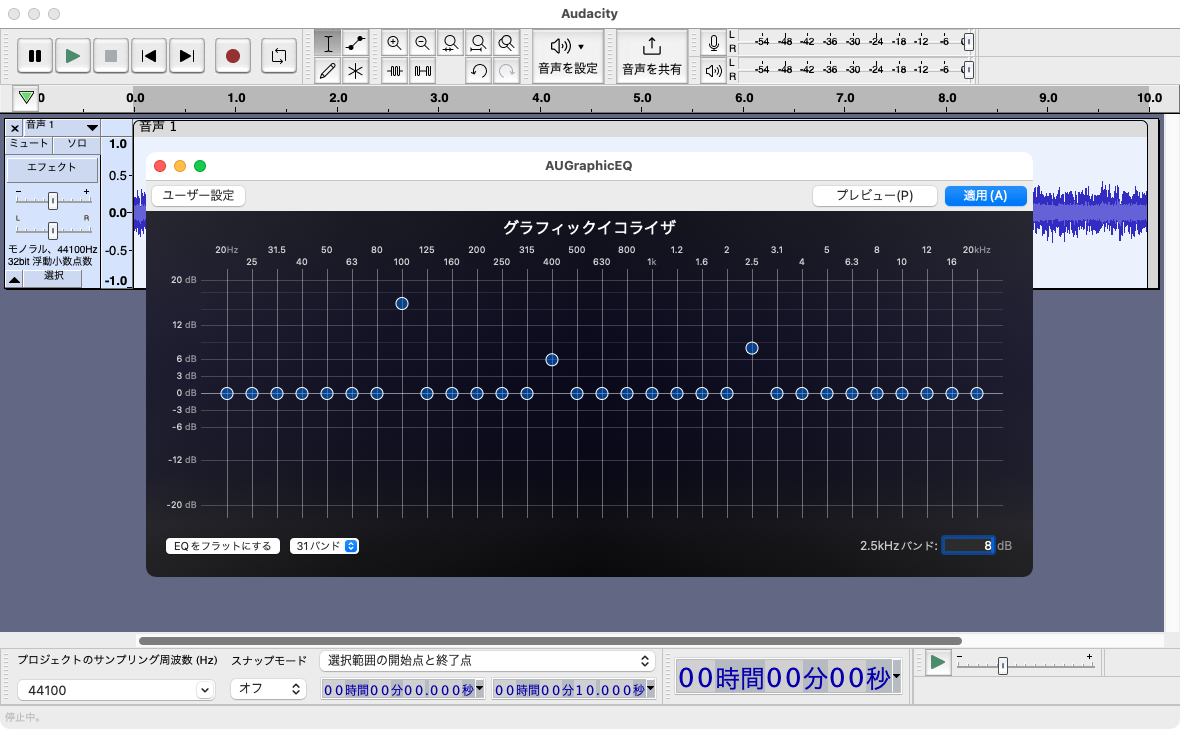 Audacity
音声を設定
音声を共有
L
R
-54 -48 -42 -36 -30 -24 -18 -12 -6
L
R
-54 -48 -42 -36 -30 -24 -18 -12 -6
0 0.0 1.0 2.0 3.0 4.0 5.0 6.0 7.0 8.0 9.0 10.0
音声 1
ミュート ソロ
エフェクト
- +
L R
モノラル、44100Hz
32bit 浮動小数点数
選択
1.0
0.5-
0.0-
-0.5-
-1.0
音声 1
AUGraphicEQ
ユーザー設定 プレビュー(P) 適用(A)
グラフィックイコライザ
20Hz 31.5 50 80 125 200 315 500 800 1.2 2 3.1 5 8 12 20kHz
25 40 63 100 160 250 400 630 1k 1.6 2.5 4 6.3 10 16
20 dB
12 dB
6 dB
3 dB
0 dB
-3 dB
-6 dB
-12 dB
-20 dB
EQをフラットにする 31バンド 2.5kHzバンド: 8 dB
プロジェクトのサンプリング周波数 (Hz) スナップモード 選択範囲の開始点と終了点
44100 オフ 00時間00分00.000秒 00時間00分10.000秒
00時間00分00秒
- +
停止中。